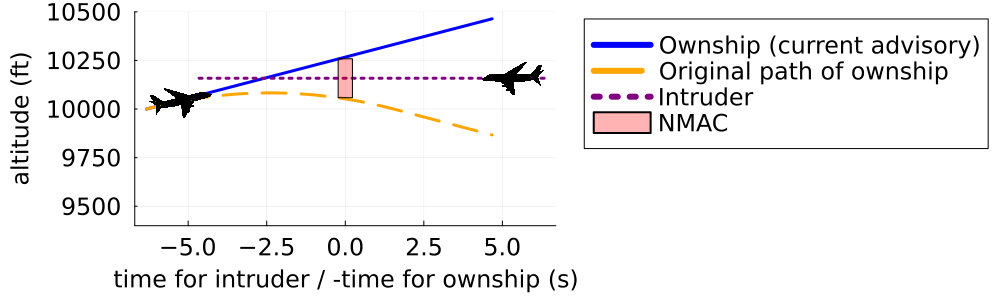 10500
10250
10000
9750
9500
altitude (ft)
−5.0 −2.5 0.0 2.5 5.0
time for intruder / -time for ownship (s)
Ownship (current advisory)
Original path of ownship
Intruder
NMAC